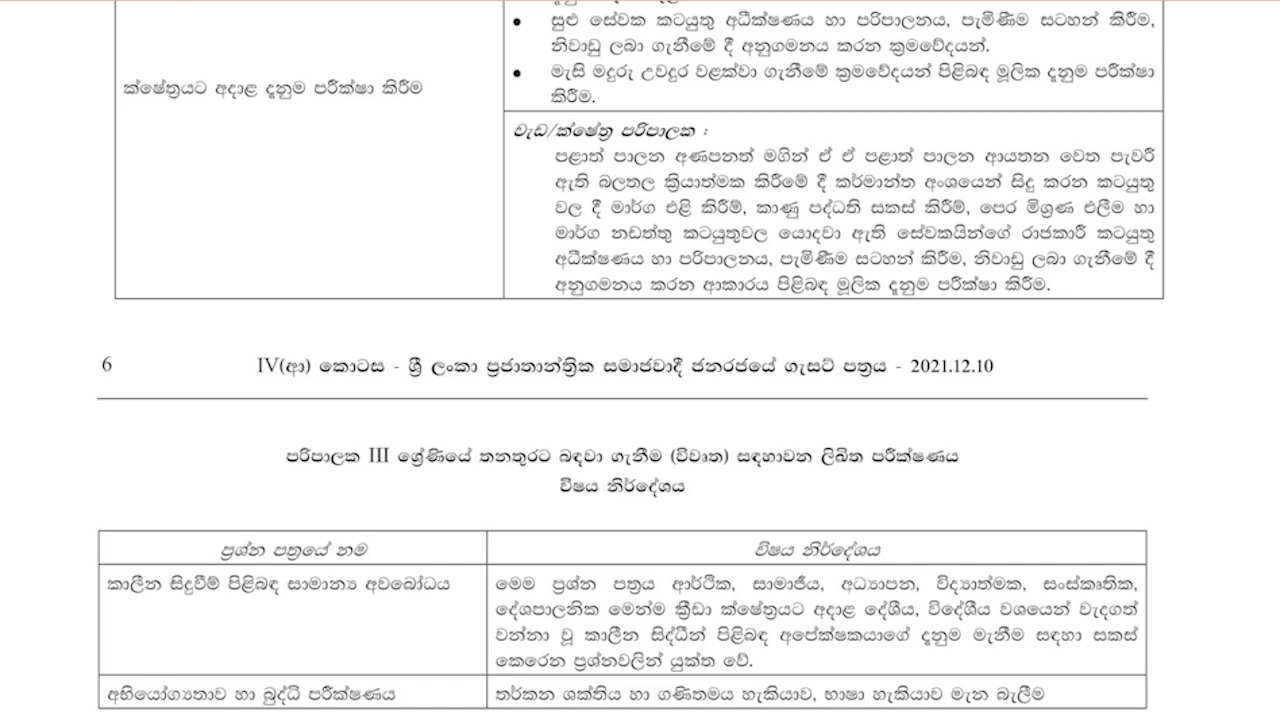 සුළු සේවක කටයුතු අධීක්ෂණය හා පරිපාලනය, පැමිණීම සටහන් කිරීම,
නිවාඩු ලබා ගැනීමේ දී අනුගමනය කරන ක්‍රමවේදයන්.
මැසි මදුරු උවදුර වළක්වා ගැනීමේ ක්‍රමවේදයන් පිළිබඳ මූලික දැනුම පරීක්ෂා
කිරීම.
ක්ෂේත්‍රයට අදාළ දැනුම පරීක්ෂා කිරීම
වැඩ/ක්ෂේත්‍ර පරිපාලක :
පළාත් පාලන අණපනත් මගින් ඒ ඒ පළාත් පාලන ආයතන වෙත පැවරී
ඇති බලතල ක්‍රියාත්මක කිරීමේ දී කර්මාන්ත අංශයෙන් සිදු කරන කටයුතු
වල දී මාර්ග එළි කිරීම්, කාණු පද්ධති සකස් කිරීම්, පෙර මිශ්‍රණ එලීම හා
මාර්ග නඩත්තු කටයුතුවල යොදවා ඇති සේවකයින්ගේ රාජකාරී කටයුතු
අධීක්ෂණය හා පරිපාලනය, පැමිණීම සටහන් කිරීම, නිවාඩු ලබා ගැනීමේ දී
අනුගමනය කරන ආකාරය පිළිබඳ මූලික දැනුම පරීක්ෂා කිරීම.
6 IV(ආ) කොටස - ශ්‍රී ලංකා ප්‍රජාතාන්ත්‍රික සමාජවාදී ජනරජයේ ගැසට් පත්‍රය - 2021.12.10
පරිපාලක III ශ්‍රේණියේ තනතුරට බඳවා ගැනීම (විවෘත) සඳහාවන ලිඛිත පරීක්ෂණය
විෂය නිර්දේශය
ප්‍රශ්න පත්‍රයේ නම විෂය නිර්දේශය
කාලීන සිදුවීම් පිළිබඳ සාමාන්‍ය අවබෝධය
මෙම ප්‍රශ්න පත්‍රය ආර්ථික, සාමාජීය, අධ්‍යාපන, විද්‍යාත්මක, සංස්කෘතික,
දේශපාලනික මෙන්ම ක්‍රීඩා ක්ෂේත්‍රයට අදාළ දේශීය, විදේශීය වශයෙන් වැදගත්
වන්නා වූ කාලීන සිද්ධීන් පිළිබඳ අපේක්ෂකයාගේ දැනුම මැනීම සඳහා සකස්
කෙරෙන ප්‍රශ්නවලින් යුක්ත වේ.
අභියෝග්‍යතාව හා බුද්ධි පරීක්ෂණය තර්කන ශක්තිය හා ගණිතමය හැකියාව, භාෂා හැකියාව මැන බැලීම